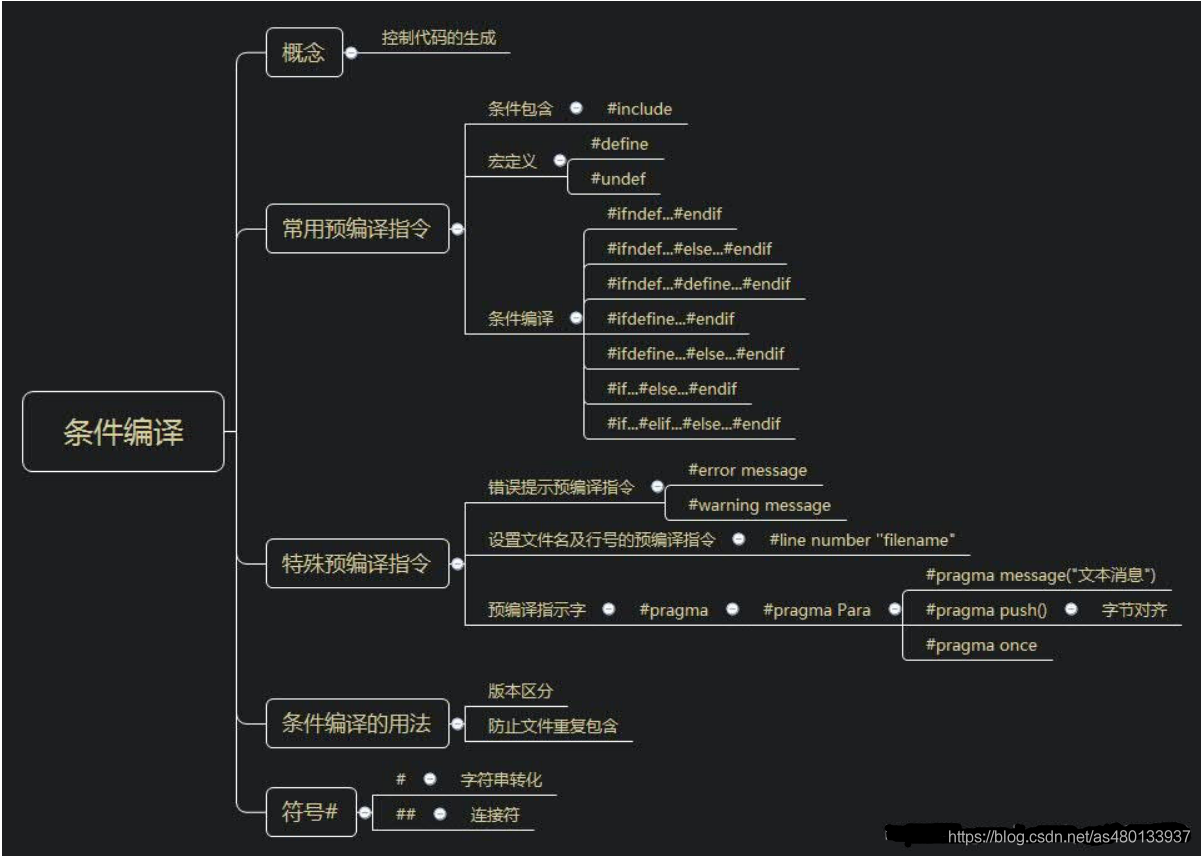 条件编译
概念
控制代码的生成
常用预编译指令
条件包含
#include
宏定义
#define
#undef
条件编译
#ifndef...#endif
#ifndef...#else...#endif
#ifndef...#define...#endif
#ifdefine...#endif
#ifdefine...#else...#endif
#if...#else...#endif
#if...#elif...#else...#endif
特殊预编译指令
错误提示预编译指令
#error message
#warning message
设置文件名及行号的预编译指令
#line number "filename"
预编译指示字
#pragma
#pragma Para
#pragma message("文本消息")
#pragma push()
字节对齐
#pragma once
条件编译的用法
版本区分
防止文件重复包含
符号#
#
字符串转化
##
连接符
https://blog.csdn.net/as480133937